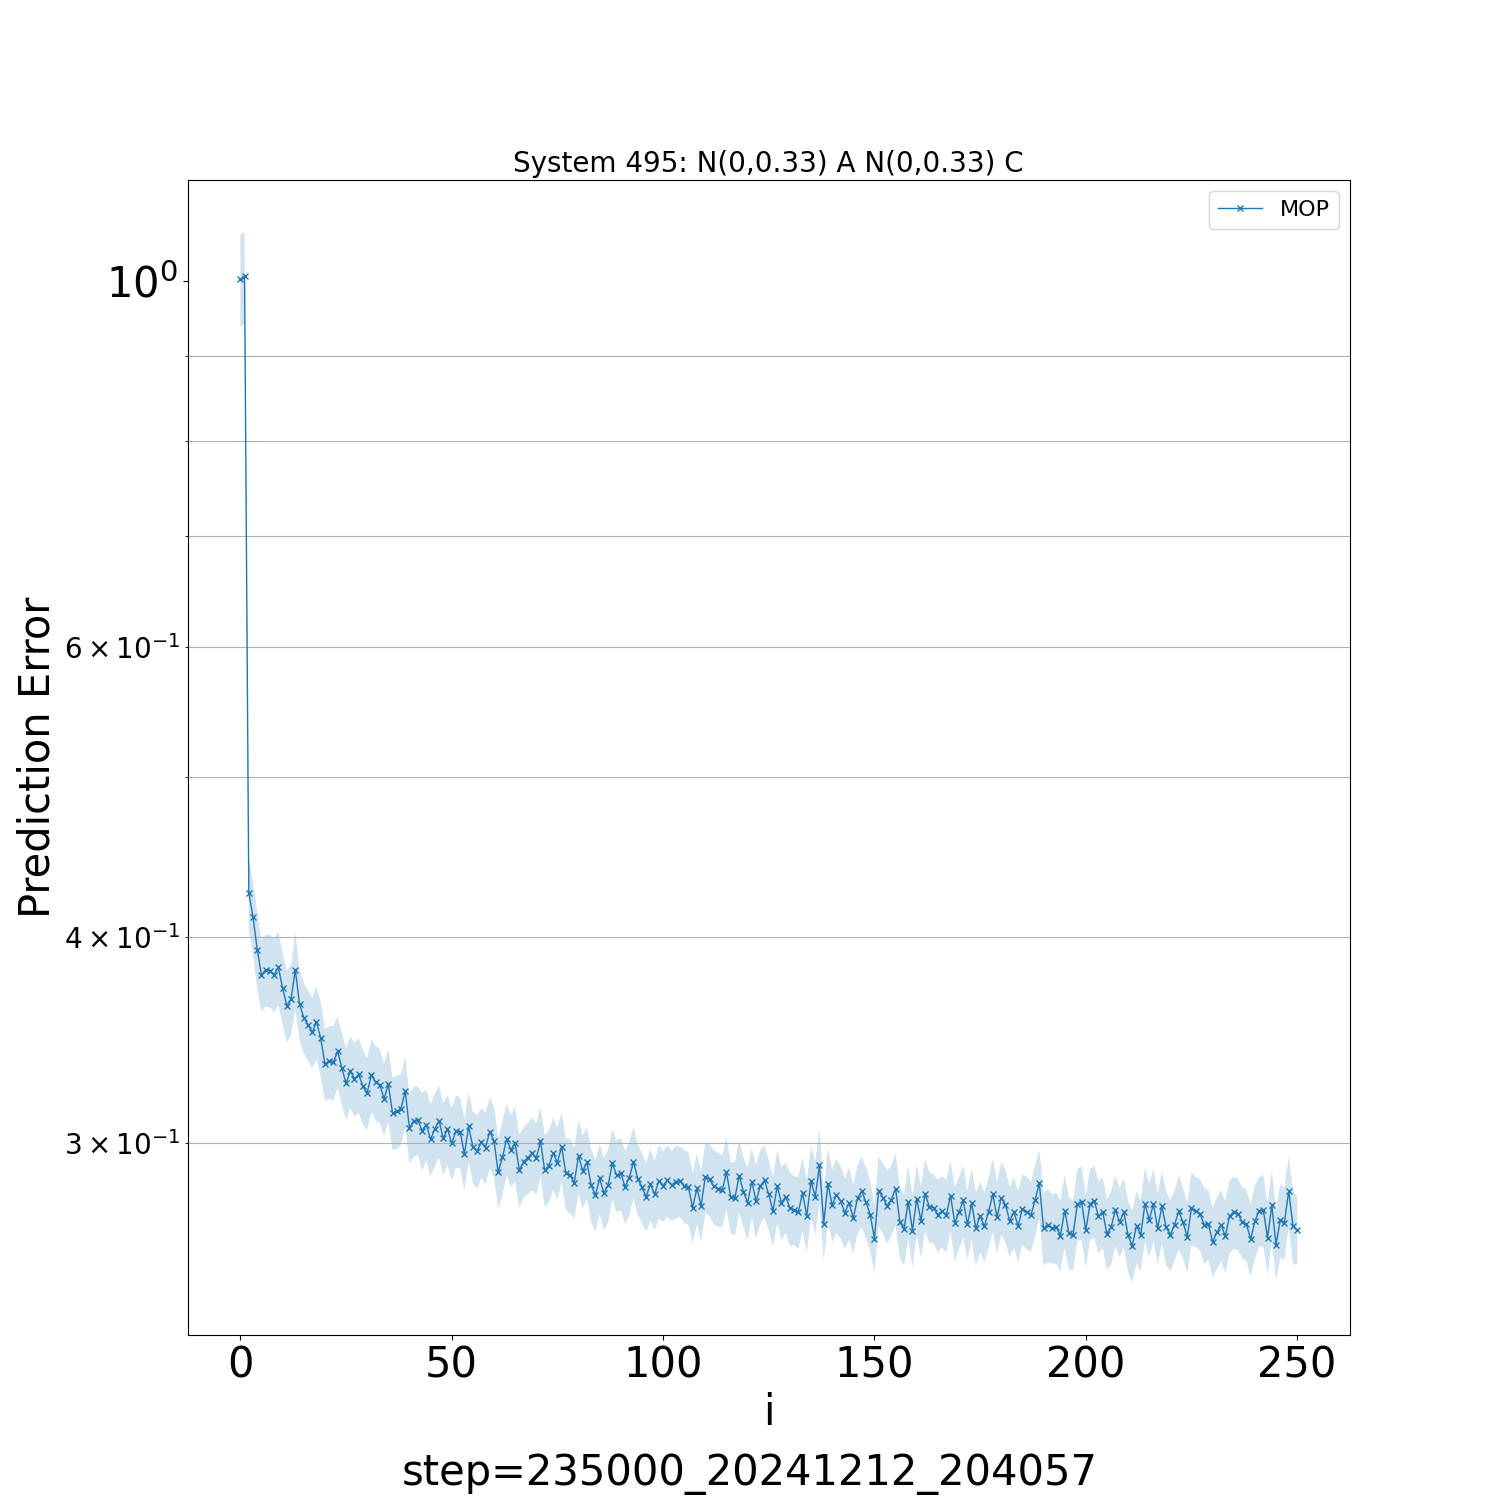 System 495: N(0,0.33) A N(0,0.33) C
MOP
10⁰
6 × 10⁻¹
4 × 10⁻¹
3 × 10⁻¹
Prediction Error
0 50 100 150 200 250
i
step=235000_20241212_204057